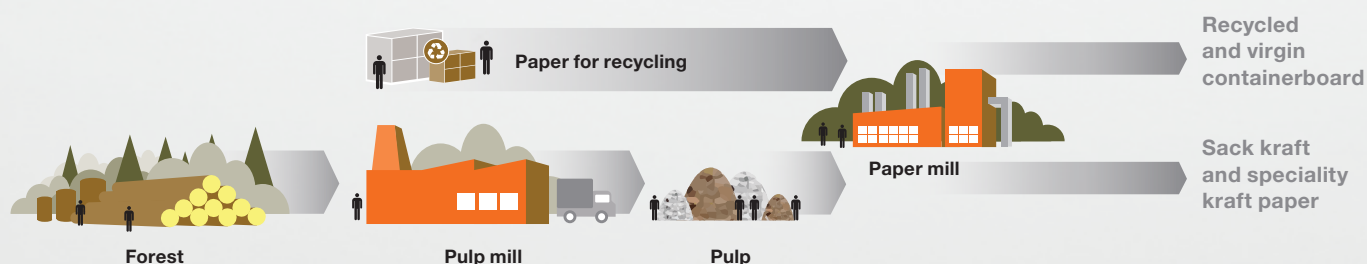 Paper for recycling
Recycled
and virgin
containerboard
Paper mill
Sack kraft
and speciality
kraft paper
Forest
Pulp mill
Pulp